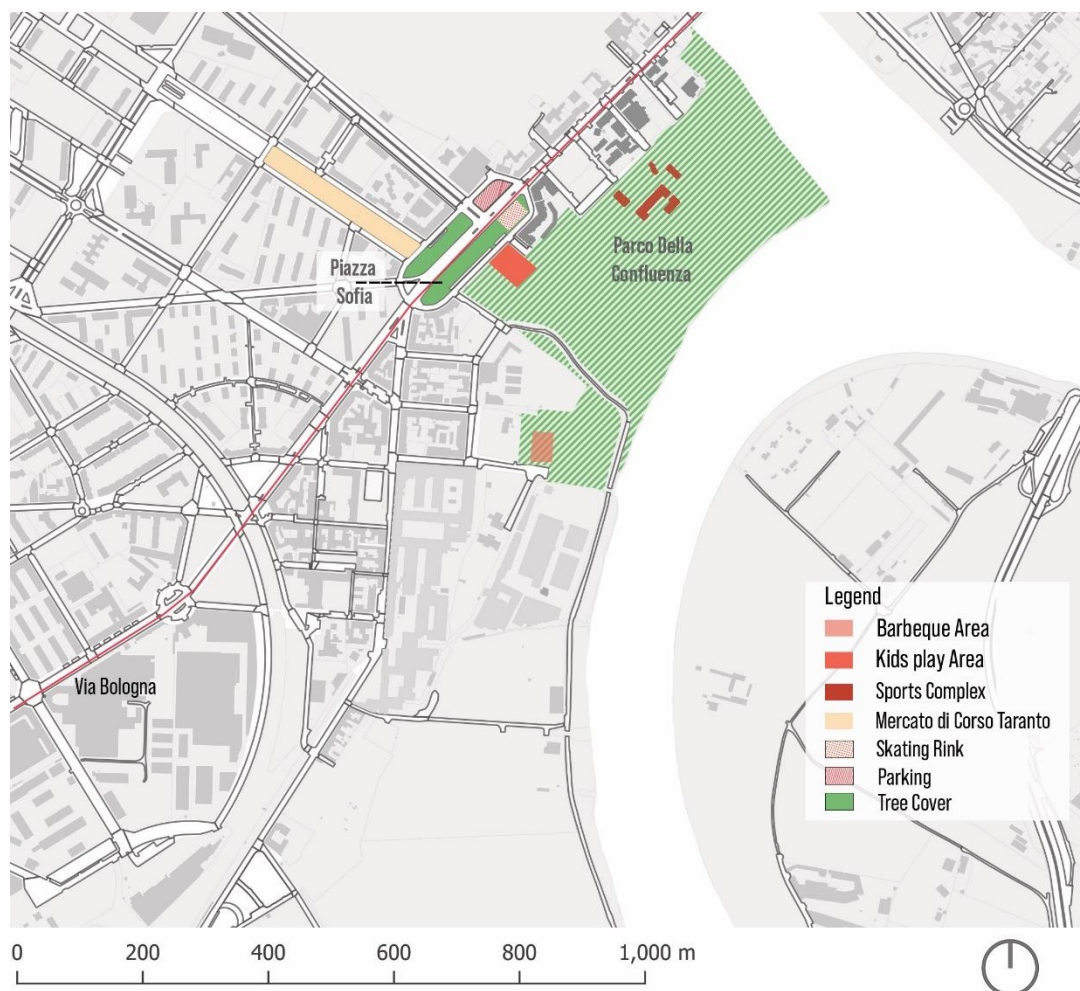 Parco Della
Confluenza
Piazza
Sofia
Via Bologna
Legend
Barbeque Area
Kids play Area
Sports Complex
Mercato di Corso Taranto
Skating Rink
Parking
Tree Cover
0 200 400 600 800 1,000 m